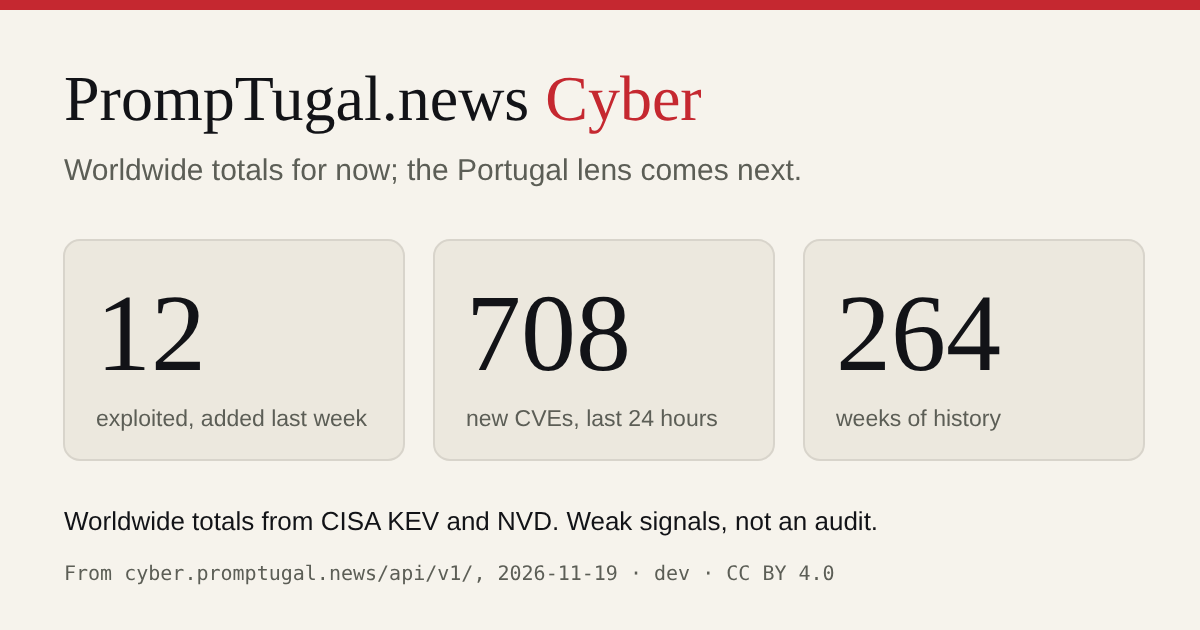 PrompTugal.news Cyber
Worldwide totals for now; the Portugal lens comes next.
12
exploited, added last week
708
new CVEs, last 24 hours
264
weeks of history
Worldwide totals from CISA KEV and NVD. Weak signals, not an audit.
From cyber.promptugal.news/api/v1/, 2026-11-19 · dev · CC BY 4.0